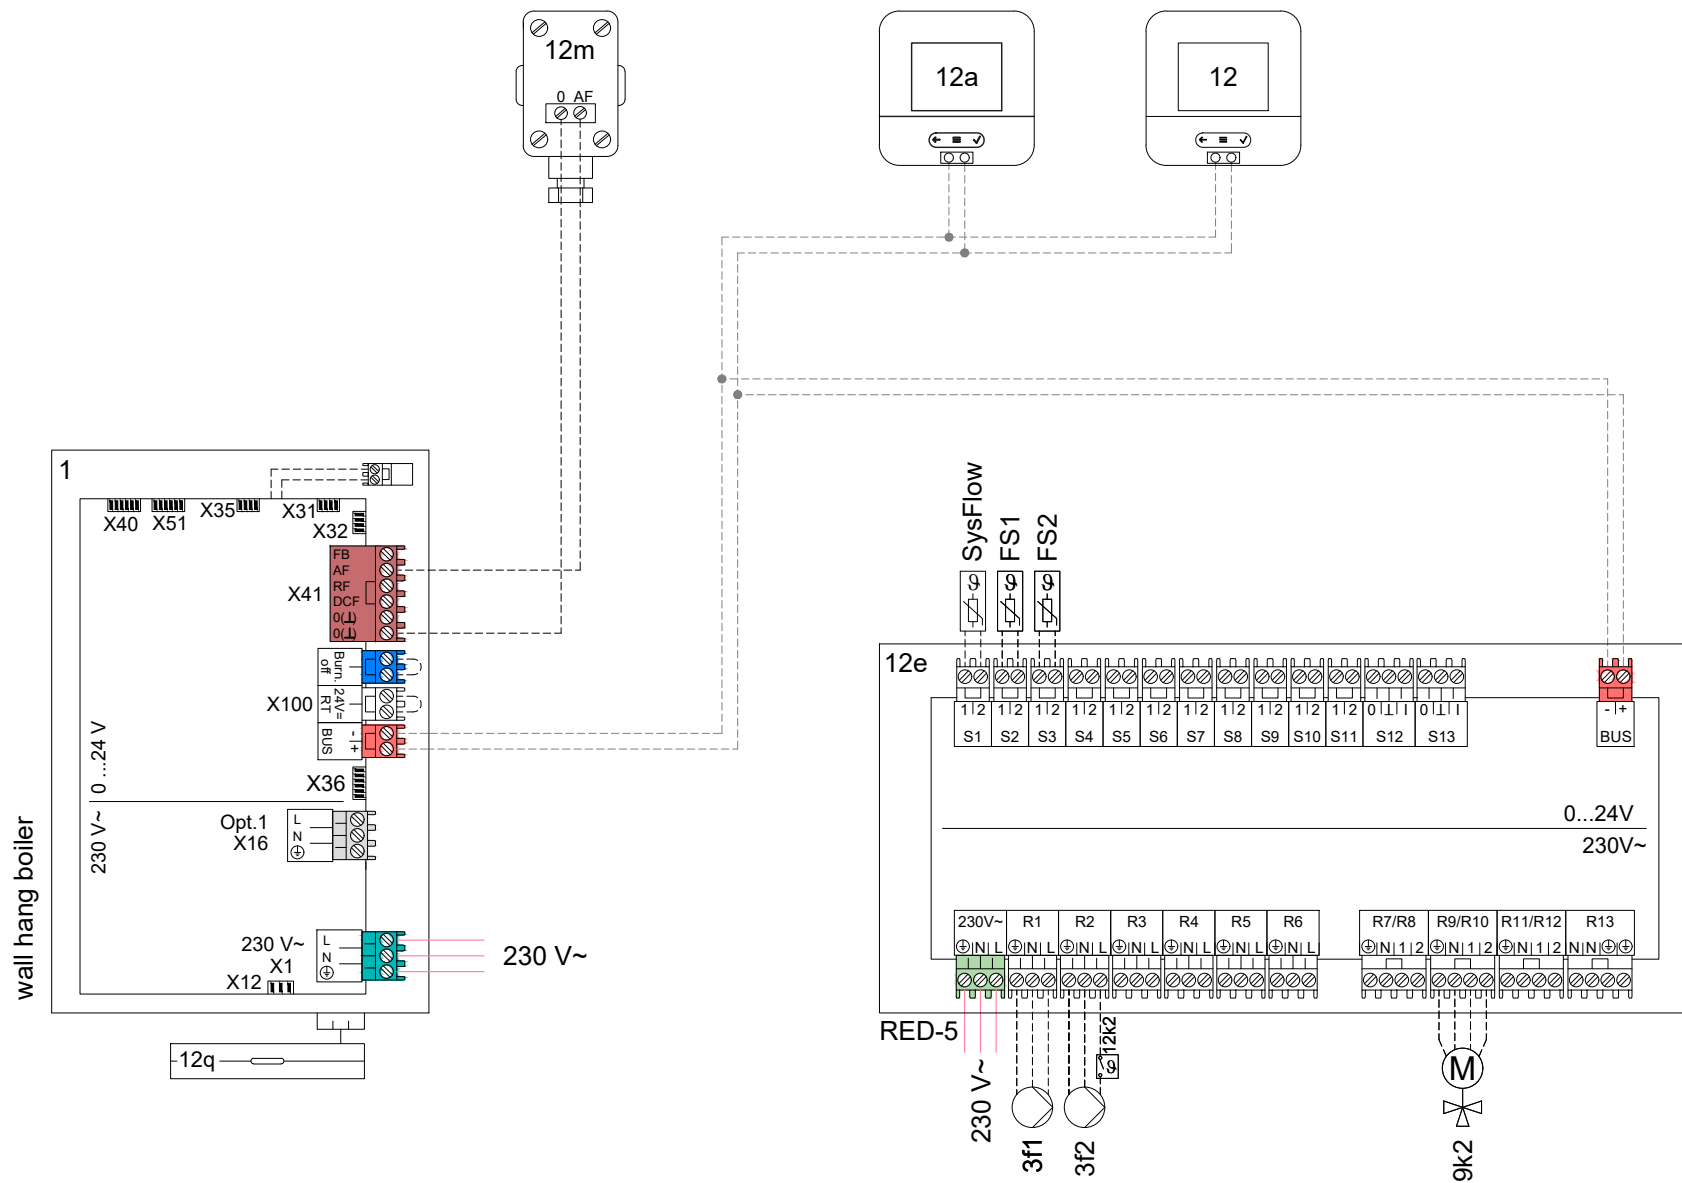 12m
0 AF
12a
12
1
X40
X51
X35
X31
X32
FB
AF
RF
DCF
0(⊥)
0(⊥)
X41
Burn.
off
24V=
RT
X100
BUS
- +
X36
0 ...24 V
230 V~
Opt.1
X16
L
N
230 V~
X1
L
N
230 V~
X12
12q
wall hang boiler
SysFlow
FS1
FS2
12e
1 2 1 2 1 2 1 2 1 2 1 2 1 2 1 2 1 2 1 2 1 2 0 ⊥ I 0 ⊥ I
S1 S2 S3 S4 S5 S6 S7 S8 S9 S10 S11 S12 S13
- +
BUS
0...24V
230V~
230V~ R1 R2 R3 R4 R5 R6 R7/R8 R9/R10 R11/R12 R13
⏚ N L ⏚ N L ⏚ N L ⏚ N L ⏚ N L ⏚ N L ⏚ N L ⏚ N 1 2 ⏚ N 1 2 ⏚ N 1 2 N N ⏚ ⏚
RED-5
230 V~
3f1
3f2
12k2
M
9k2